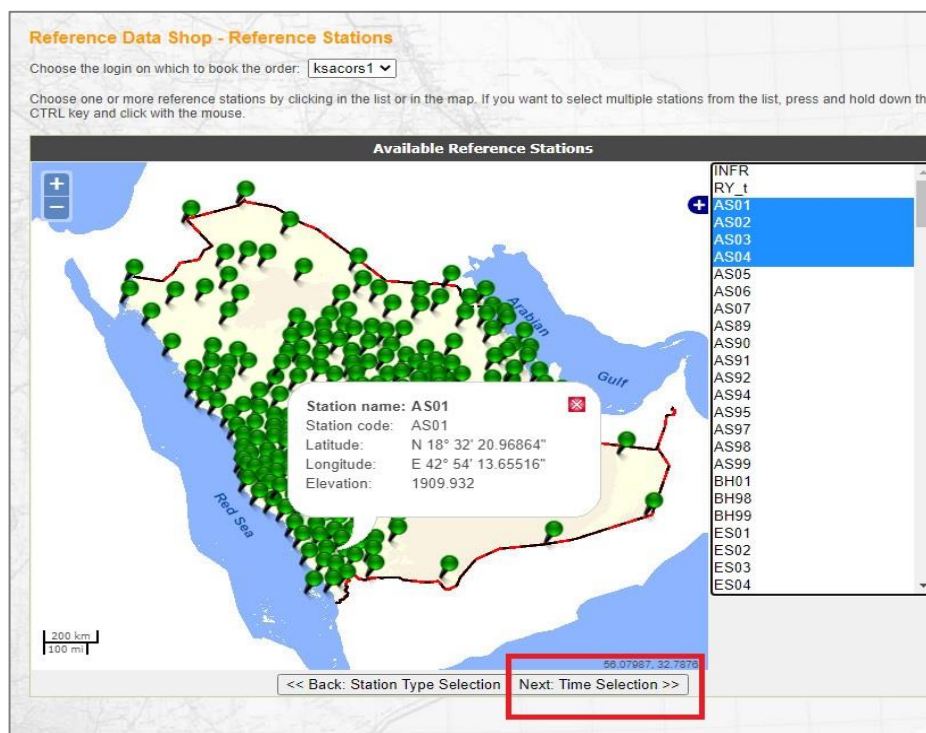 Reference Data Shop - Reference Stations
Choose the login on which to book the order: ksacors1
Choose one or more reference stations by clicking in the list or in the map. If you want to select multiple stations from the list, press and hold down th
CTRL key and click with the mouse.
Available Reference Stations
+
−
Arabian
Gulf
Red Sea
Station name: AS01
Station code: AS01
Latitude: N 18° 32' 20.96864"
Longitude: E 42° 54' 13.65516"
Elevation: 1909.932
200 km
100 mi
56.07987, 32.7876
+
INFR
RY_t
AS01
AS02
AS03
AS04
AS05
AS06
AS07
AS89
AS90
AS91
AS92
AS94
AS95
AS97
AS98
AS99
BH01
BH98
BH99
ES01
ES02
ES03
ES04
<< Back: Station Type Selection
Next: Time Selection >>